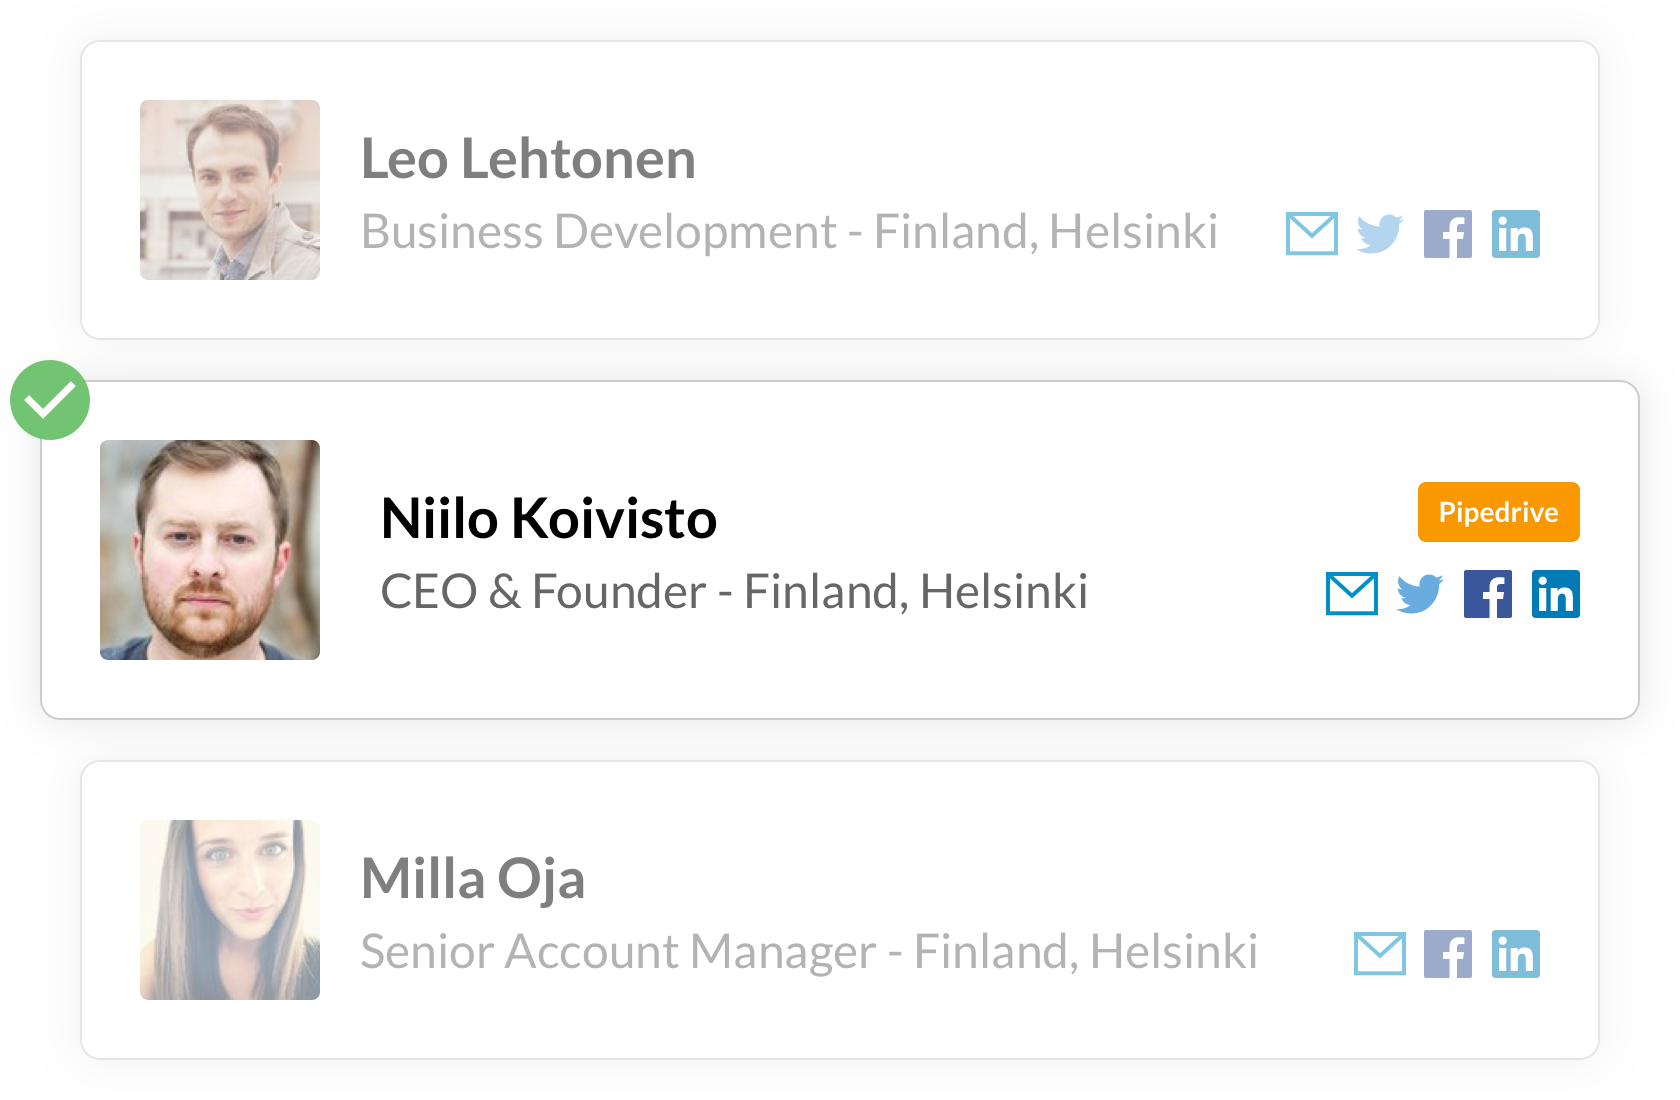 Leo Lehtonen
Business Development - Finland, Helsinki
Niilo Koivisto
Pipedrive
CEO & Founder - Finland, Helsinki
Milla Oja
Senior Account Manager - Finland, Helsinki